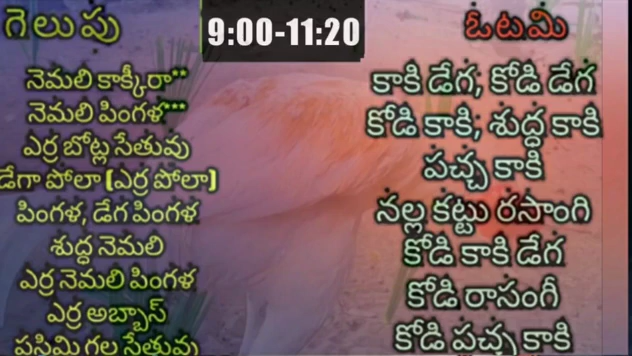 గెలుపు
9:00-11:20
ఓటమి
నెమలి కాక్కీరా**
నెమలి పింగళ***
ఎర్ర బోట్ల సేతువు
డేగా పోలా (ఎర్ర పోలా)
పింగళ, డేగ పింగళ
శుద్ధ నెమలి
ఎర్ర నెమలి పింగళ
ఎర్ర అబ్బాస్
పసిమి గల సేతువు
కాకి డేగ, కోడి డేగ
కోడి కాకి, శుద్ధ కాకి
పచ్చ కాకి
నల్ల కట్టు రసాంగి
కోడి కాకి డేగ
కోడి రాసంగీ
కోడి పచ్చ కాకి